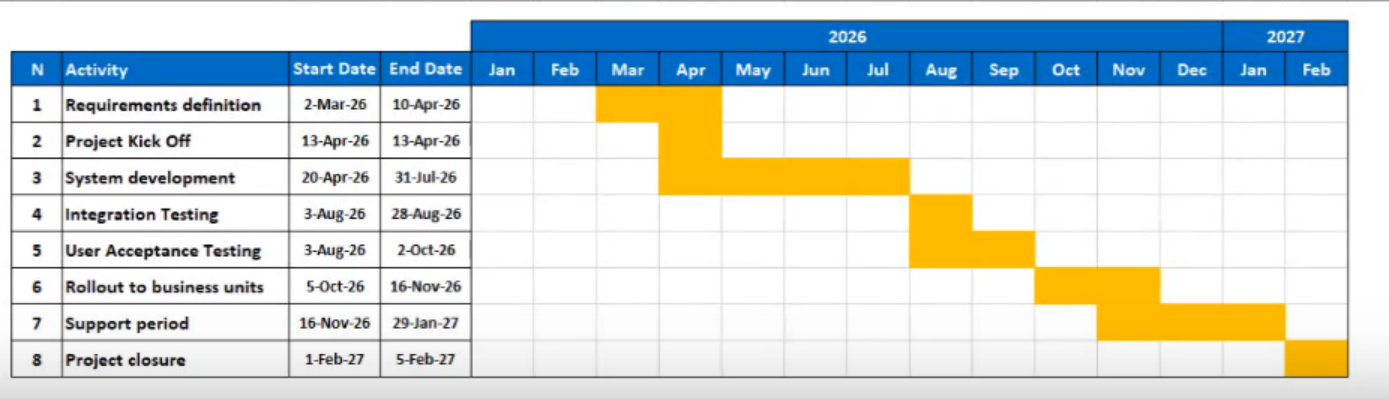 2026 2027
N Activity Start Date End Date Jan Feb Mar Apr May Jun Jul Aug Sep Oct Nov Dec Jan Feb
1 Requirements definition 2-Mar-26 10-Apr-26
2 Project Kick Off 13-Apr-26 13-Apr-26
3 System development 20-Apr-26 31-Jul-26
4 Integration Testing 3-Aug-26 28-Aug-26
5 User Acceptance Testing 3-Aug-26 2-Oct-26
6 Rollout to business units 5-Oct-26 16-Nov-26
7 Support period 16-Nov-26 29-Jan-27
8 Project closure 1-Feb-27 5-Feb-27